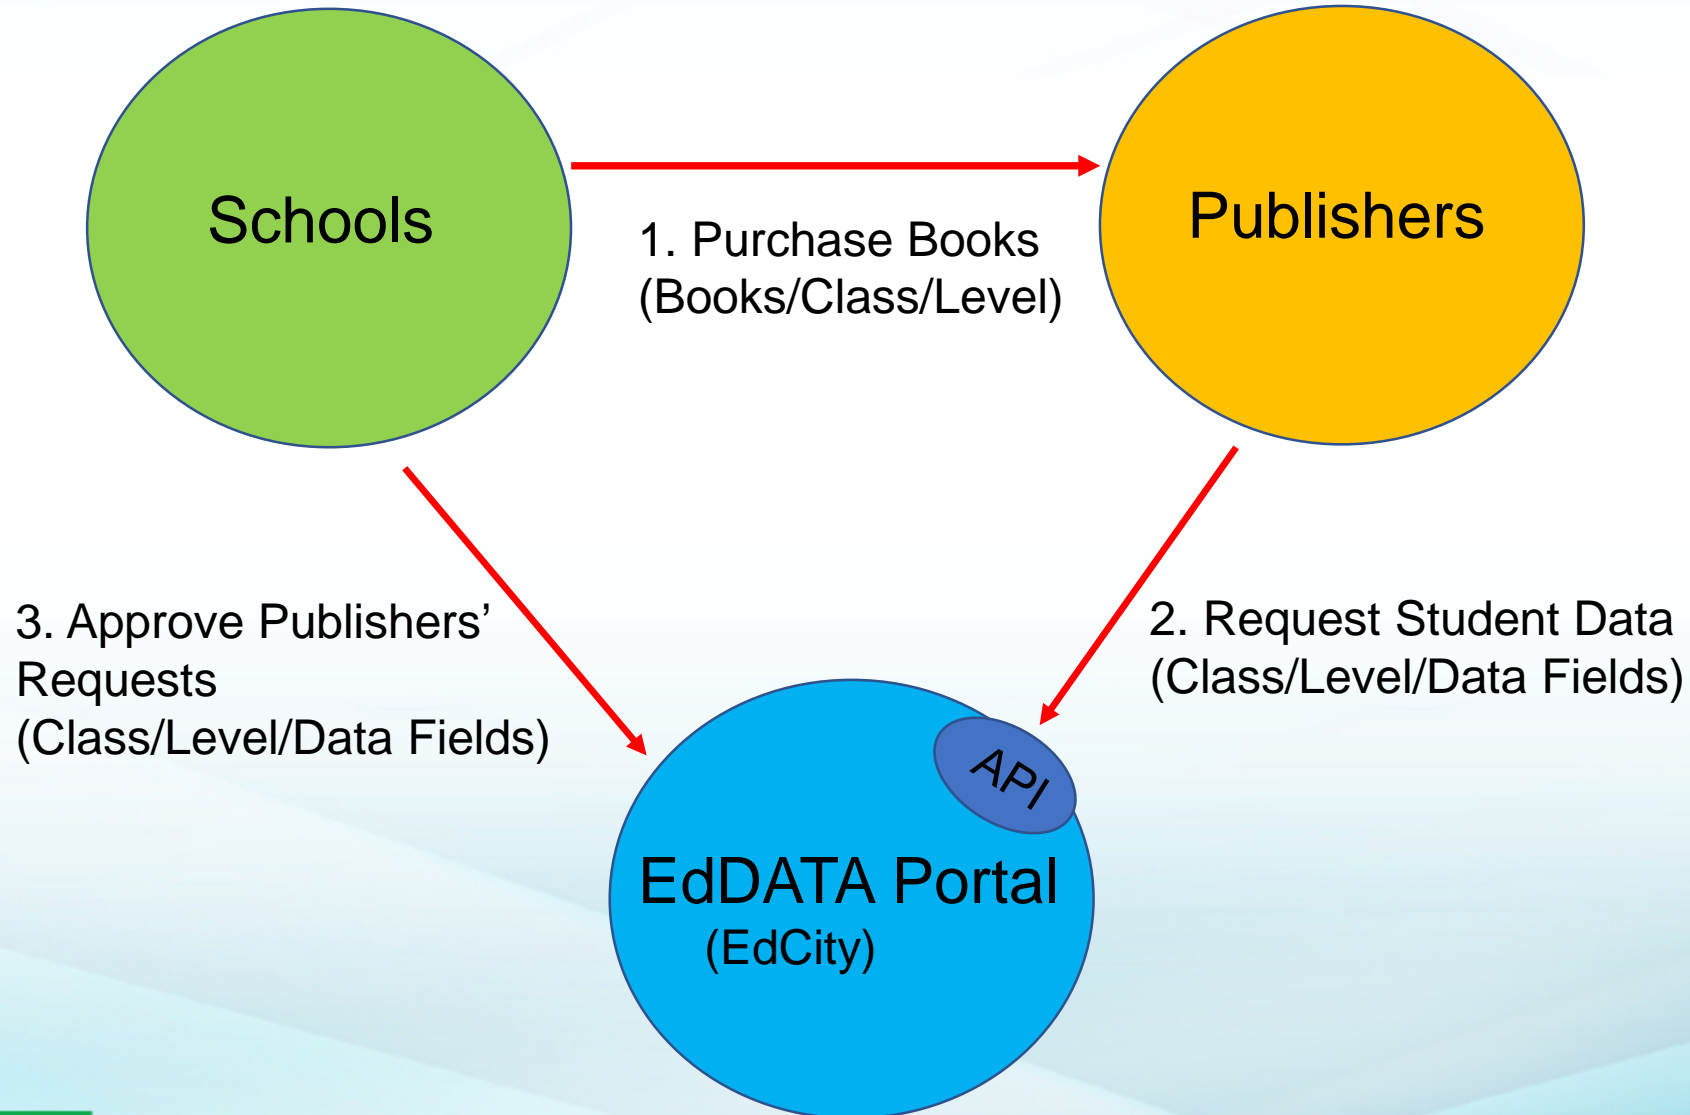 Schools
Publishers
1. Purchase Books
(Books/Class/Level)
3. Approve Publishers’
Requests
(Class/Level/Data Fields)
2. Request Student Data
(Class/Level/Data Fields)
API
EdDATA Portal
(EdCity)